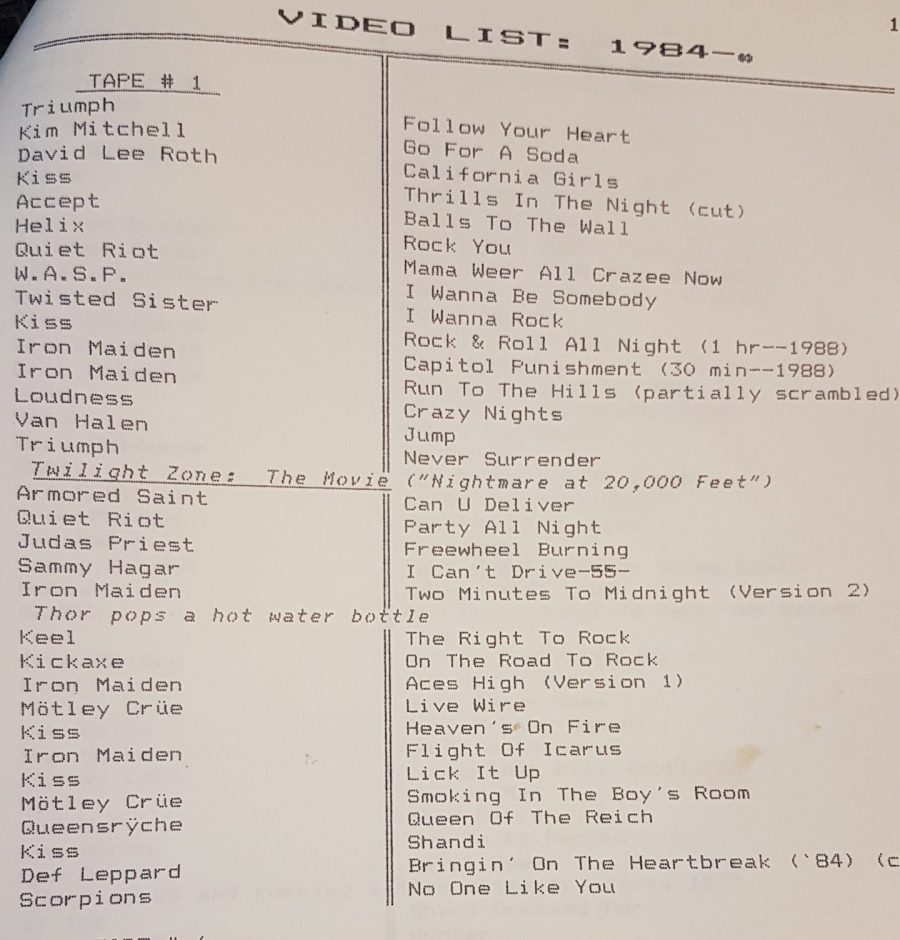 VIDEO LIST: 1984—∞
1
TAPE # 1
Triumph Follow Your Heart
Kim Mitchell Go For A Soda
David Lee Roth California Girls
Kiss Thrills In The Night (cut)
Accept Balls To The Wall
Helix Rock You
Quiet Riot Mama Weer All Crazee Now
W.A.S.P. I Wanna Be Somebody
Twisted Sister I Wanna Rock
Kiss Rock & Roll All Night (1 hr--1988)
Iron Maiden Capitol Punishment (30 min--1988)
Iron Maiden Run To The Hills (partially scrambled)
Loudness Crazy Nights
Van Halen Jump
Triumph Never Surrender
Twilight Zone: The Movie ("Nightmare at 20,000 Feet")
Armored Saint Can U Deliver
Quiet Riot Party All Night
Judas Priest Freewheel Burning
Sammy Hagar I Can't Drive-55-
Iron Maiden Two Minutes To Midnight (Version 2)
Thor pops a hot water bottle
Keel The Right To Rock
Kickaxe On The Road To Rock
Iron Maiden Aces High (Version 1)
Mötley Crüe Live Wire
Kiss Heaven's On Fire
Iron Maiden Flight Of Icarus
Kiss Lick It Up
Mötley Crüe Smoking In The Boy's Room
Queensrÿche Queen Of The Reich
Kiss Shandi
Def Leppard Bringin' On The Heartbreak (`84) (c
Scorpions No One Like You